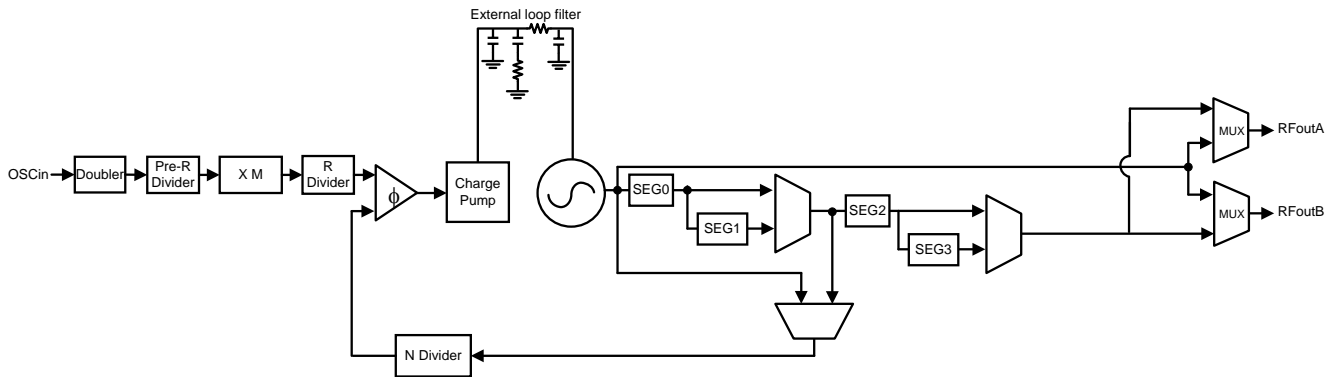 External loop filter
OSCin
Doubler
Pre-R
Divider
X M
R
Divider
ϕ
Charge
Pump
SEG0
SEG1
SEG2
SEG3
MUX
RFoutA
MUX
RFoutB
N Divider